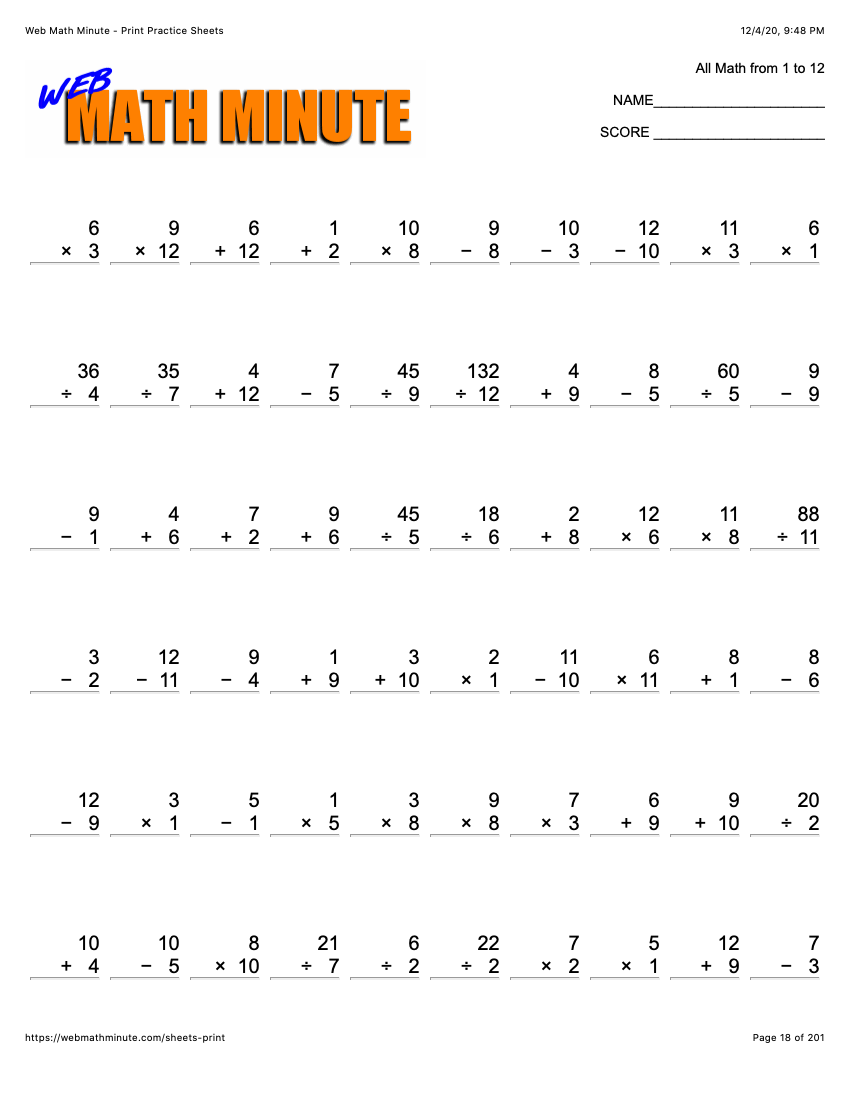 Web Math Minute - Print Practice Sheets 12/4/20, 9:48 PM
WEB
MATH MINUTE
All Math from 1 to 12
NAME______________________
SCORE ______________________
6 9 6 1 10 9 10 12 11 6
× 3 × 12 + 12 + 2 × 8 − 8 − 3 − 10 × 3 × 1
36 35 4 7 45 132 4 8 60 9
÷ 4 ÷ 7 + 12 − 5 ÷ 9 ÷ 12 + 9 − 5 ÷ 5 − 9
9 4 7 9 45 18 2 12 11 88
− 1 + 6 + 2 + 6 ÷ 5 ÷ 6 + 8 × 6 × 8 ÷ 11
3 12 9 1 3 2 11 6 8 8
− 2 − 11 − 4 + 9 + 10 × 1 − 10 × 11 + 1 − 6
12 3 5 1 3 9 7 6 9 20
− 9 × 1 − 1 × 5 × 8 × 8 × 3 + 9 + 10 ÷ 2
10 10 8 21 6 22 7 5 12 7
+ 4 − 5 × 10 ÷ 7 ÷ 2 ÷ 2 × 2 × 1 + 9 − 3
https://webmathminute.com/sheets-print Page 18 of 201